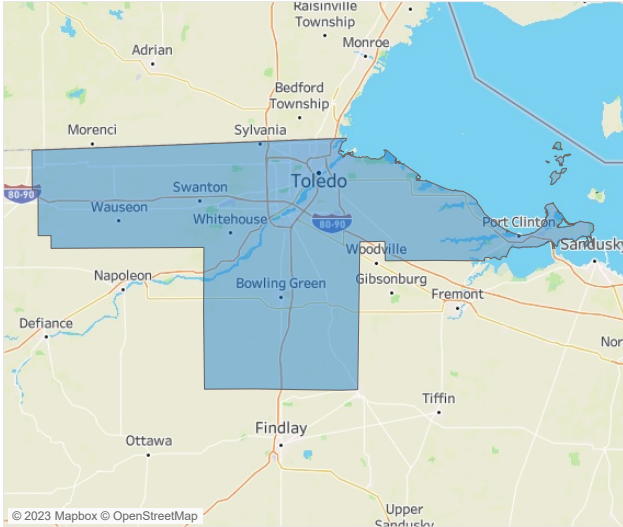 Raisinville
Township
Adrian
Monroe
Bedford
Township
Morenci
Sylvania
Toledo
80-90
Swanton
Wauseon
Whitehouse
80-90
Port Clinton
Sandusky
Woodville
Napoleon
Bowling Green
Gibsonburg
Fremont
Defiance
Nor
Tiffin
Findlay
Ottawa
Upper
Sandusky
© 2023 Mapbox © OpenStreetMap